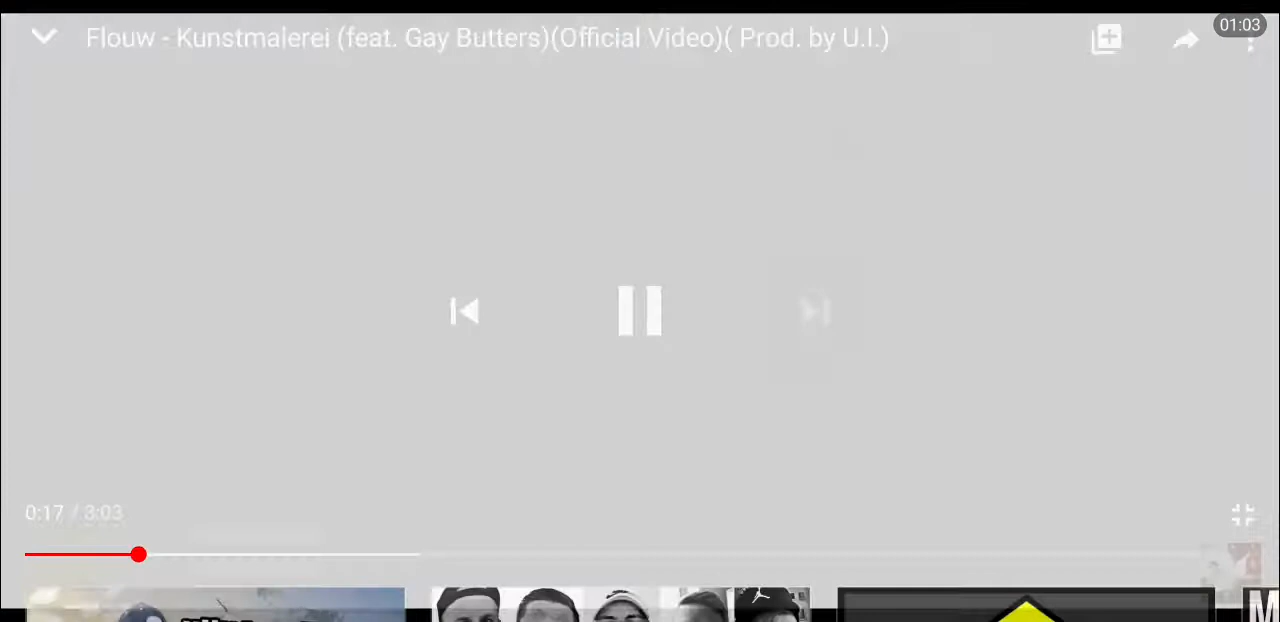 01:03
Flouw - Kunstmalerei (feat. Gay Butters)(Official Video)( Prod. by U.I.)
0:17 / 3:03
M